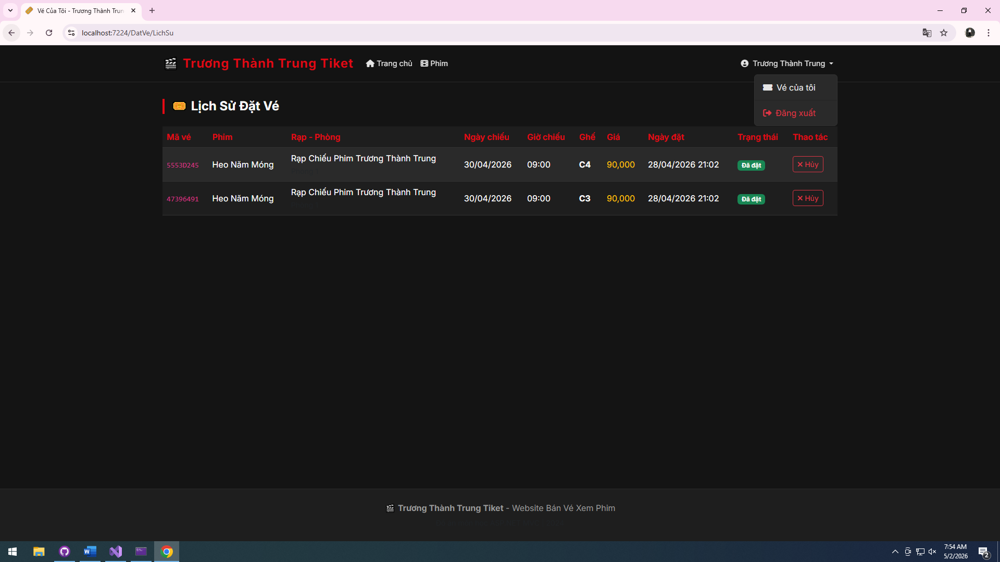 Vé Của Tôi - Trương Thành Trun
localhost:7224/DatVe/LichSu
Trương Thành Trung Tiket
Trang chủ
Phim
Trương Thành Trung
Vé của tôi
Đăng xuất
Lịch Sử Đặt Vé
Mã vé Phim Rạp - Phòng Ngày chiếu Giờ chiếu Ghế Giá Ngày đặt Trạng thái Thao tác
5553D245 Heo Năm Móng Rạp Chiếu Phim Trương Thành Trung 30/04/2026 09:00 C4 90,000 28/04/2026 21:02 Đã đặt Hủy
Phòng 1
47396491 Heo Năm Móng Rạp Chiếu Phim Trương Thành Trung 30/04/2026 09:00 C3 90,000 28/04/2026 21:02 Đã đặt Hủy
Phòng 1
Trương Thành Trung Tiket - Website Bán Vé Xem Phim
7:54 AM
5/2/2026
2